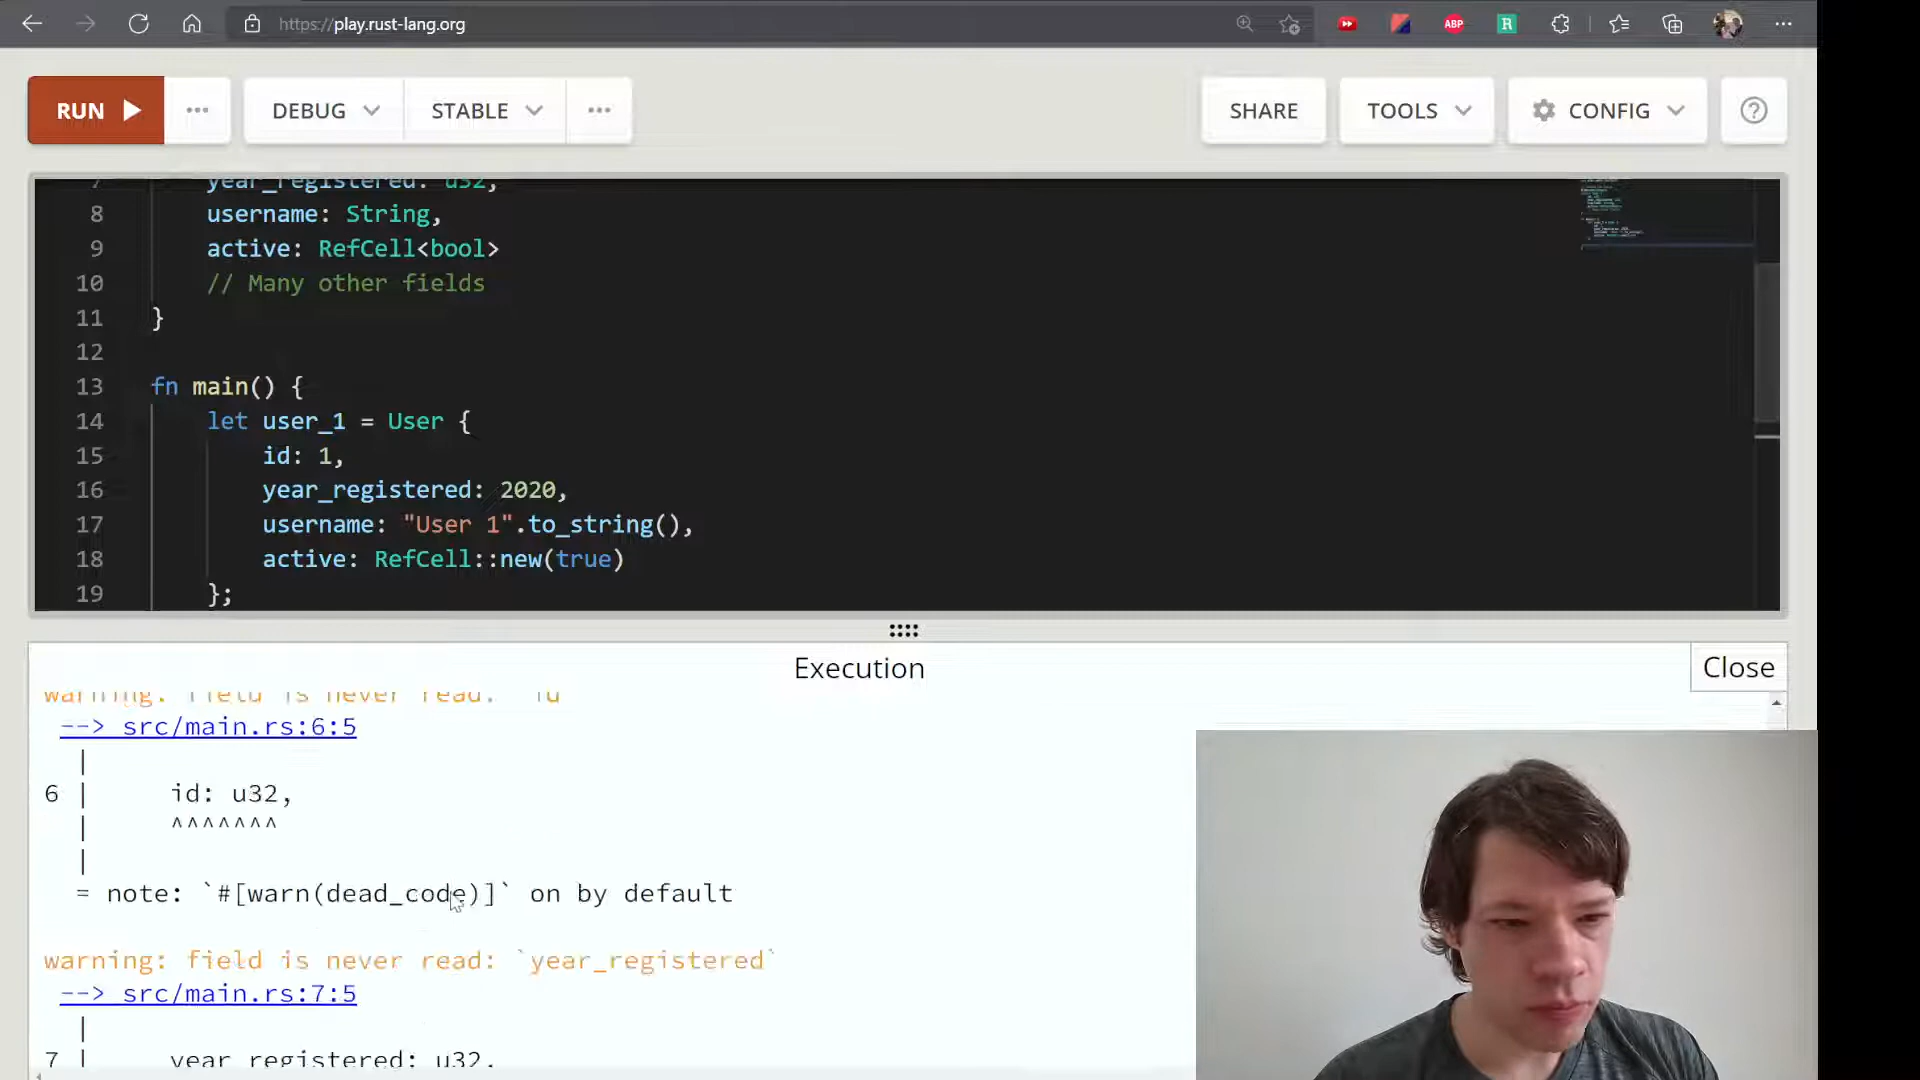 https://play.rust-lang.org
ABP
R
RUN
DEBUG
STABLE
SHARE
TOOLS
CONFIG
7 year_registered: u32,
8 username: String,
9 active: RefCell<bool>
10 // Many other fields
11 }
12
13 fn main() {
14 let user_1 = User {
15 id: 1,
16 year_registered: 2020,
17 username: "User 1".to_string(),
18 active: RefCell::new(true)
19 };
Execution
Close
warning: field is never read: `id`
--> src/main.rs:6:5
|
6 | id: u32,
| ^^^^^^^
|
= note: `#[warn(dead_code)]` on by default
warning: field is never read: `year_registered`
--> src/main.rs:7:5
|
7 | year_registered: u32,